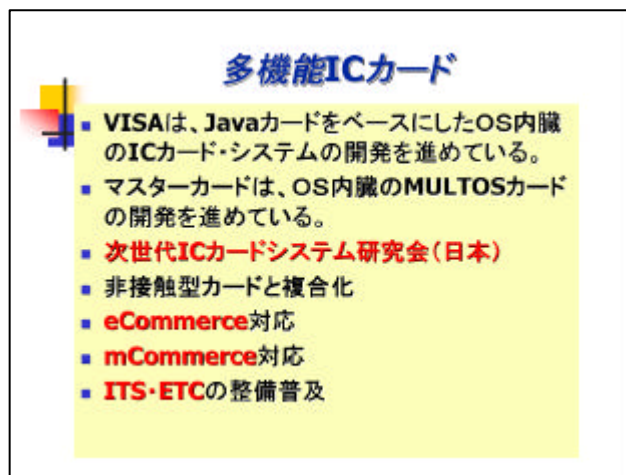 多機能ICカード
VISAは、JavaカードをベースにしたOS内臓
のICカード・システムの開発を進めている。
マスターカードは、OS内臓のMULTOSカード
の開発を進めている。
次世代ICカードシステム研究会(日本)
非接触型カードと複合化
eCommerce対応
mCommerce対応
ITS・ETCの整備普及